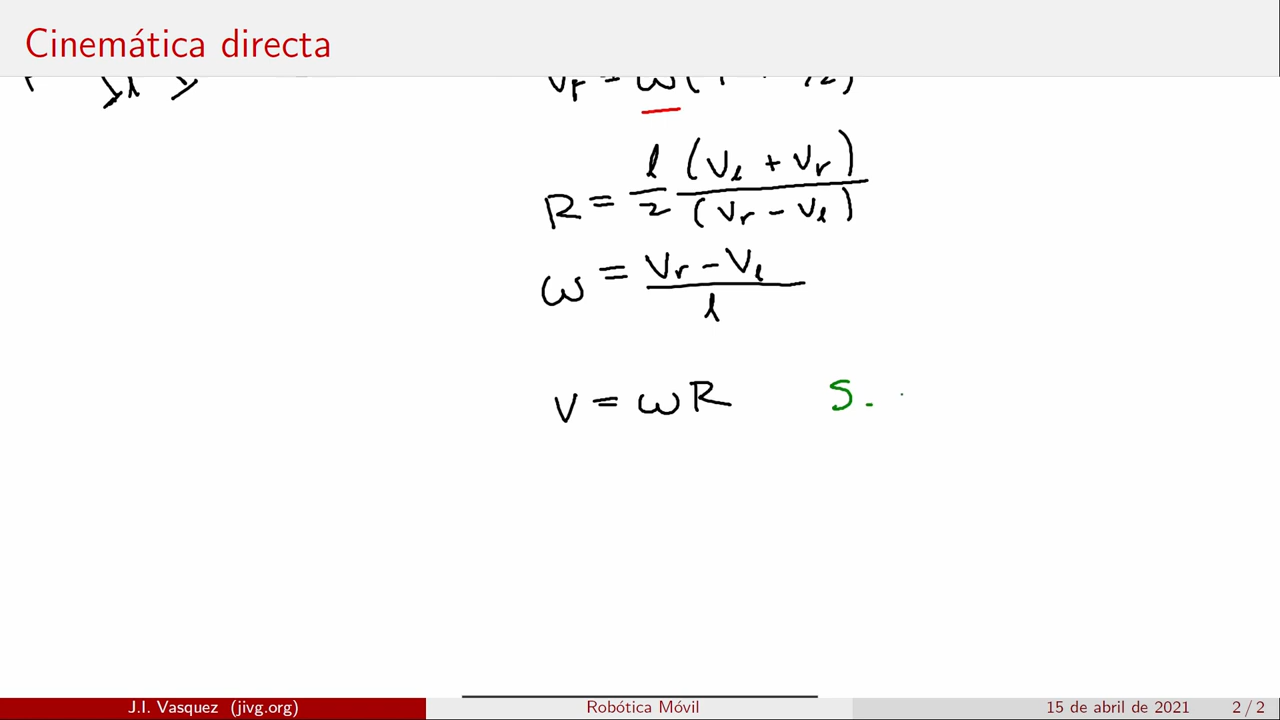 Cinemática directa
R = l/2 (Vl + Vr)/(Vr - Vl)
ω = (Vr - Vl)/l
V = ωR S.
J.I. Vasquez (jivg.org) Robótica Móvil 15 de abril de 2021 2 / 2